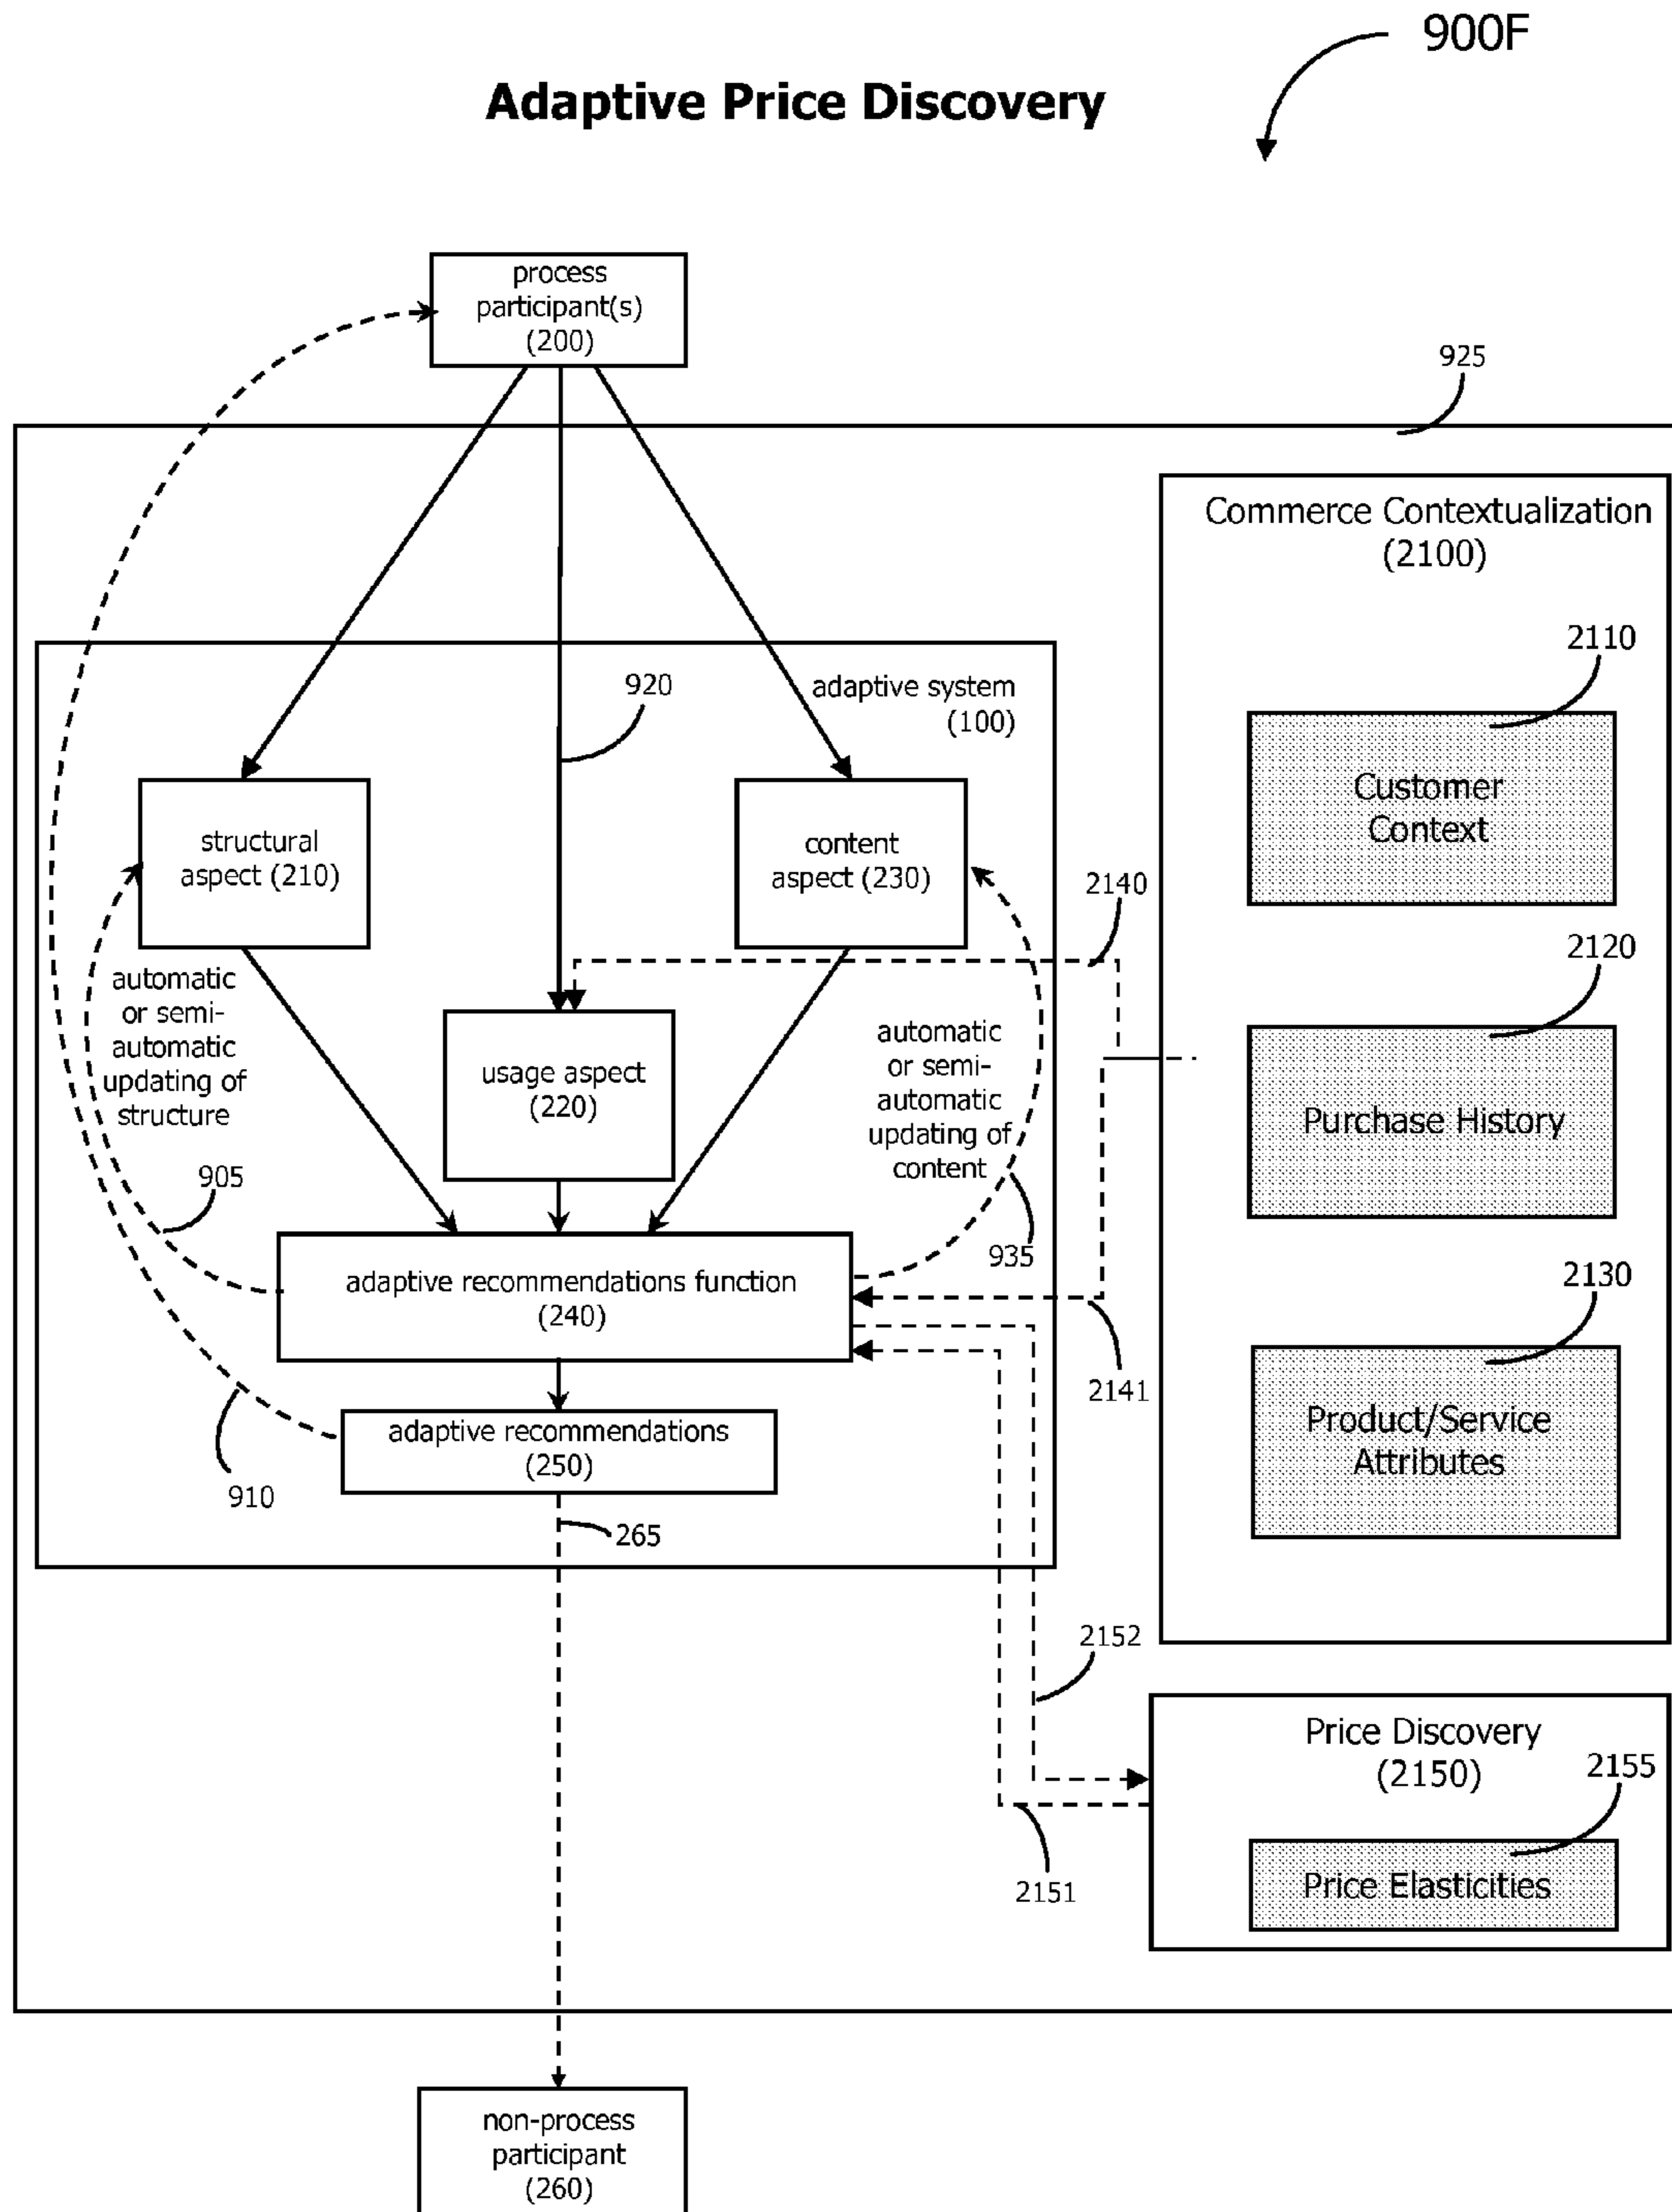 900F
Adaptive Price Discovery
process
participant(s)
(200)
925
Commerce Contextualization
(2100)
2110
920
adaptive system
(100)
Customer
Context
structural
aspect (210)
content
aspect (230)
2140
2120
automatic
or semi-
automatic
updating of
structure
automatic
or semi-
automatic
updating of
content
usage aspect
(220)
Purchase History
905
935
2130
adaptive recommendations function
(240)
2141
Product/Service
Attributes
adaptive recommendations
(250)
910
265
2152
Price Discovery
(2150)
2155
2151
Price Elasticities
non-process
participant
(260)